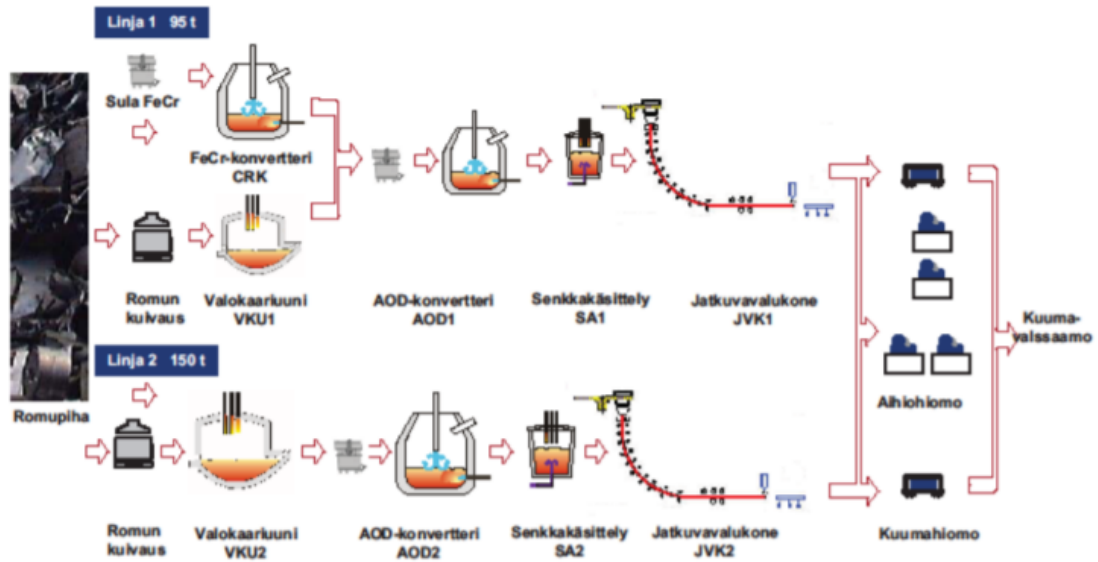 Linja 1 95 t
Sula FeCr
FeCr-konvertteri
CRK
Romun
kuivaus
Valokaariuuni
VKU1
AOD-konvertteri
AOD1
Senkkakäsittely
SA1
Jatkuvavalukone
JVK1
Kuuma-
valssaamo
Linja 2 150 t
Romupiha
Aihiohiomo
Romun
kuivaus
Valokaariuuni
VKU2
AOD-konvertteri
AOD2
Senkkakäsittely
SA2
Jatkuvavalukone
JVK2
Kuumahiomo